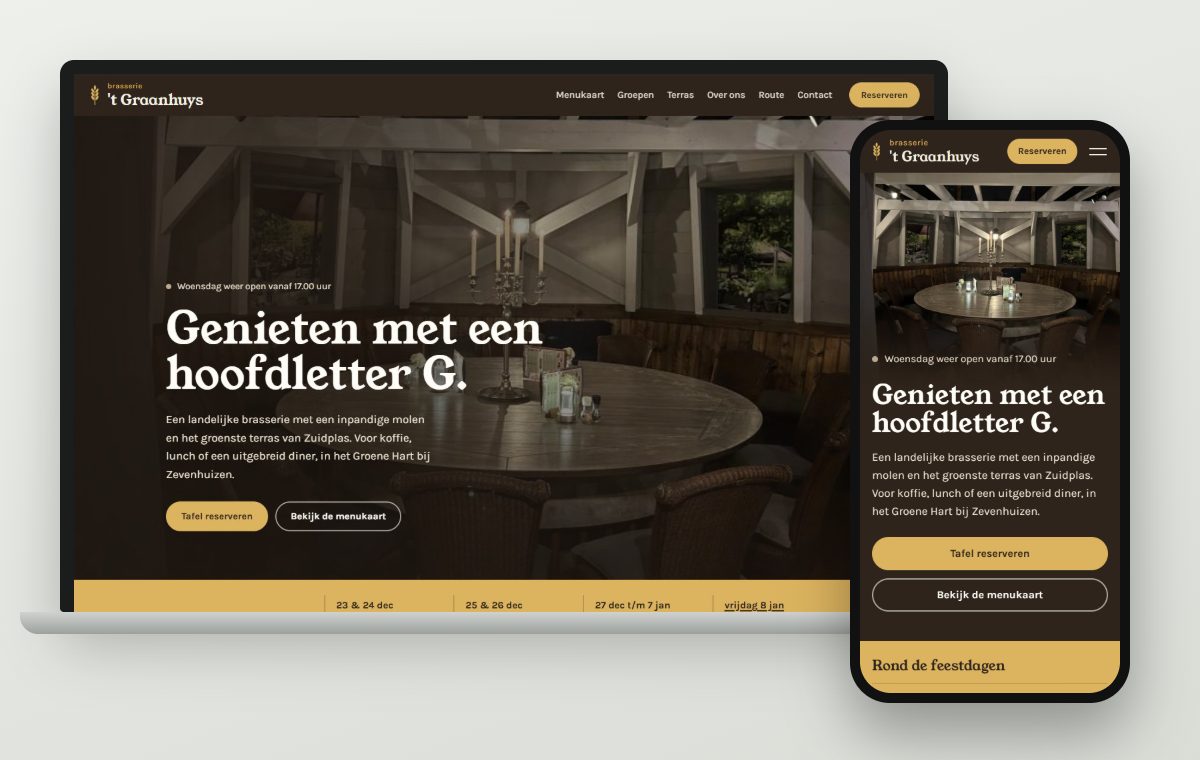 brasserie
't Graanhuys
Menukaart Groepen Terras Over ons Route Contact Reserveren
Woensdag weer open vanaf 17.00 uur
Genieten met een
hoofdletter G.
Een landelijke brasserie met een inpandige molen
en het groenste terras van Zuidplas. Voor koffie,
lunch of een uitgebreid diner, in het Groene Hart bij
Zevenhuizen.
Tafel reserveren Bekijk de menukaart
23 & 24 dec 25 & 26 dec 27 dec t/m 7 jan vrijdag 8 jan
brasserie
't Graanhuys
Reserveren
Woensdag weer open vanaf 17.00 uur
Genieten met een
hoofdletter G.
Een landelijke brasserie met een inpandige
molen en het groenste terras van Zuidplas.
Voor koffie, lunch of een uitgebreid diner, in
het Groene Hart bij Zevenhuizen.
Tafel reserveren
Bekijk de menukaart
Rond de feestdagen